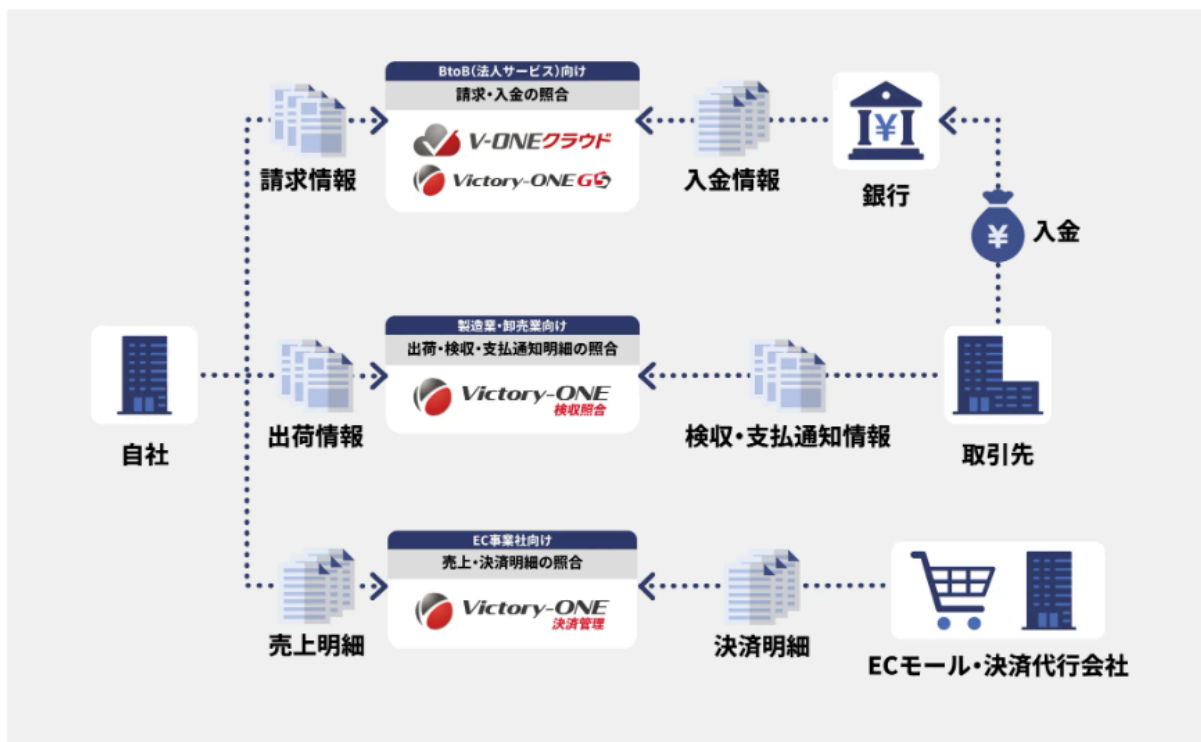 BtoB(法人サービス)向け
請求・入金の照合
V-ONEクラウド
Victory-ONE G5
請求情報
入金情報
銀行
¥
¥
入金
製造業・卸売業向け
出荷・検収・支払通知明細の照合
Victory-ONE
検収照合
自社
出荷情報
検収・支払通知情報
取引先
EC事業社向け
売上・決済明細の照合
Victory-ONE
決済管理
売上明細
決済明細
ECモール・決済代行会社